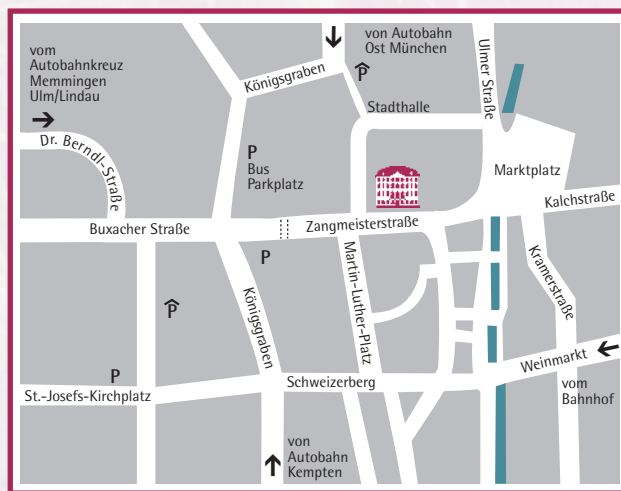 von Autobahn
Ost München
vom
Autobahnkreuz
Memmingen
Ulm/Lindau
Königsgraben
P
Ulmer Straße
Stadthalle
Dr. Berndl-Straße
P
Bus
Parkplatz
Marktplatz
Kalchstraße
Buxacher Straße
Zangmeisterstraße
P
Martin-Luther-Platz
Kramerstraße
Königsgraben
P
Weinmarkt
P
Schweizerberg
St.-Josefs-Kirchplatz
vom
Bahnhof
von
Autobahn
Kempten